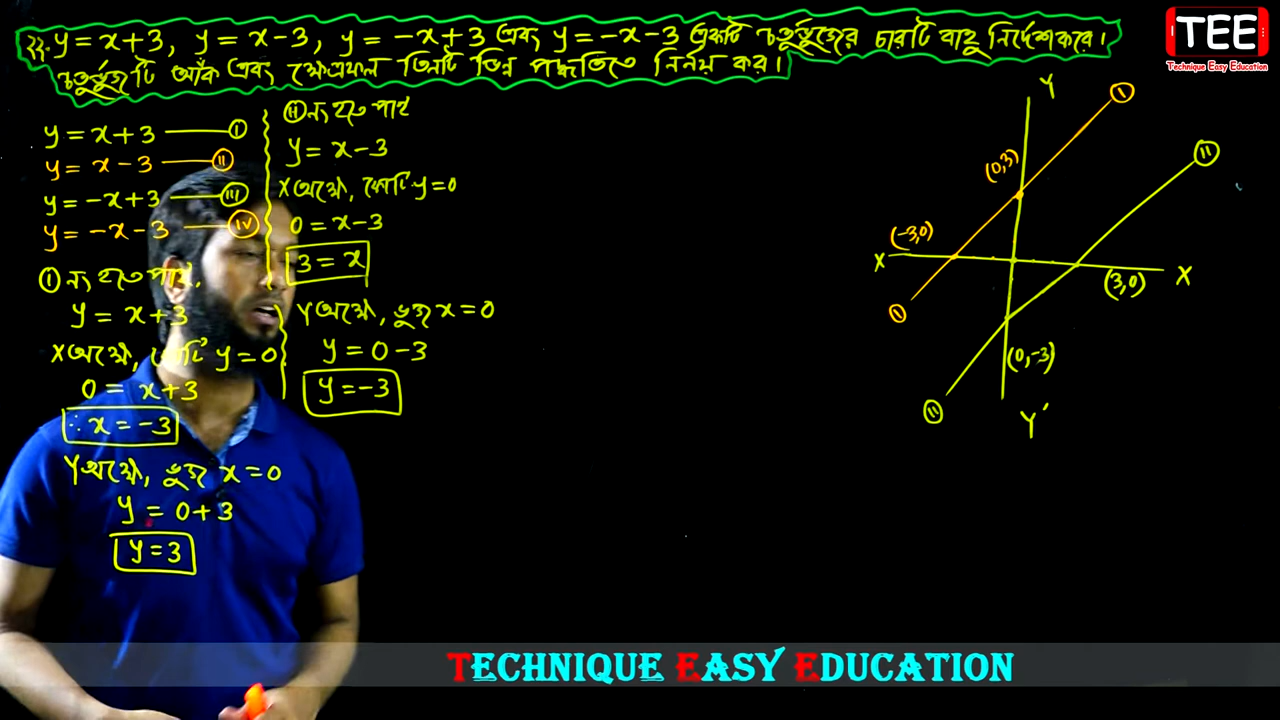 ২২. y = x+3, y = x-3, y = -x+3 এবং y = -x-3 একটি চতুর্ভুজের চারটি বাহু নির্দেশ করে।
চতুর্ভুজটি আঁক এবং ক্ষেত্রফল তিনটি ভিন্ন পদ্ধতিতে নির্ণয় কর।
TEE
Technique Easy Education
y = x+3 — (i)
y = x-3 — (ii)
y = -x+3 — (iii)
y = -x-3 — (iv)
(i) নং হতে পাই,
y = x+3
X অক্ষে, কোটি y=0
0 = x+3
∴ x = -3
Y অক্ষে, ভুজ x=0
y = 0+3
y=3
(ii) নং হতে পাই
y = x-3
X অক্ষে, কোটি y=0
0 = x-3
3 = x
Y অক্ষে, ভুজ x=0
y = 0-3
y=-3
Y
(i)
(ii)
(0,3)
(-3,0)
X
X
(3,0)
(i)
(0,-3)
(ii)
Y'
TECHNIQUE EASY EDUCATION